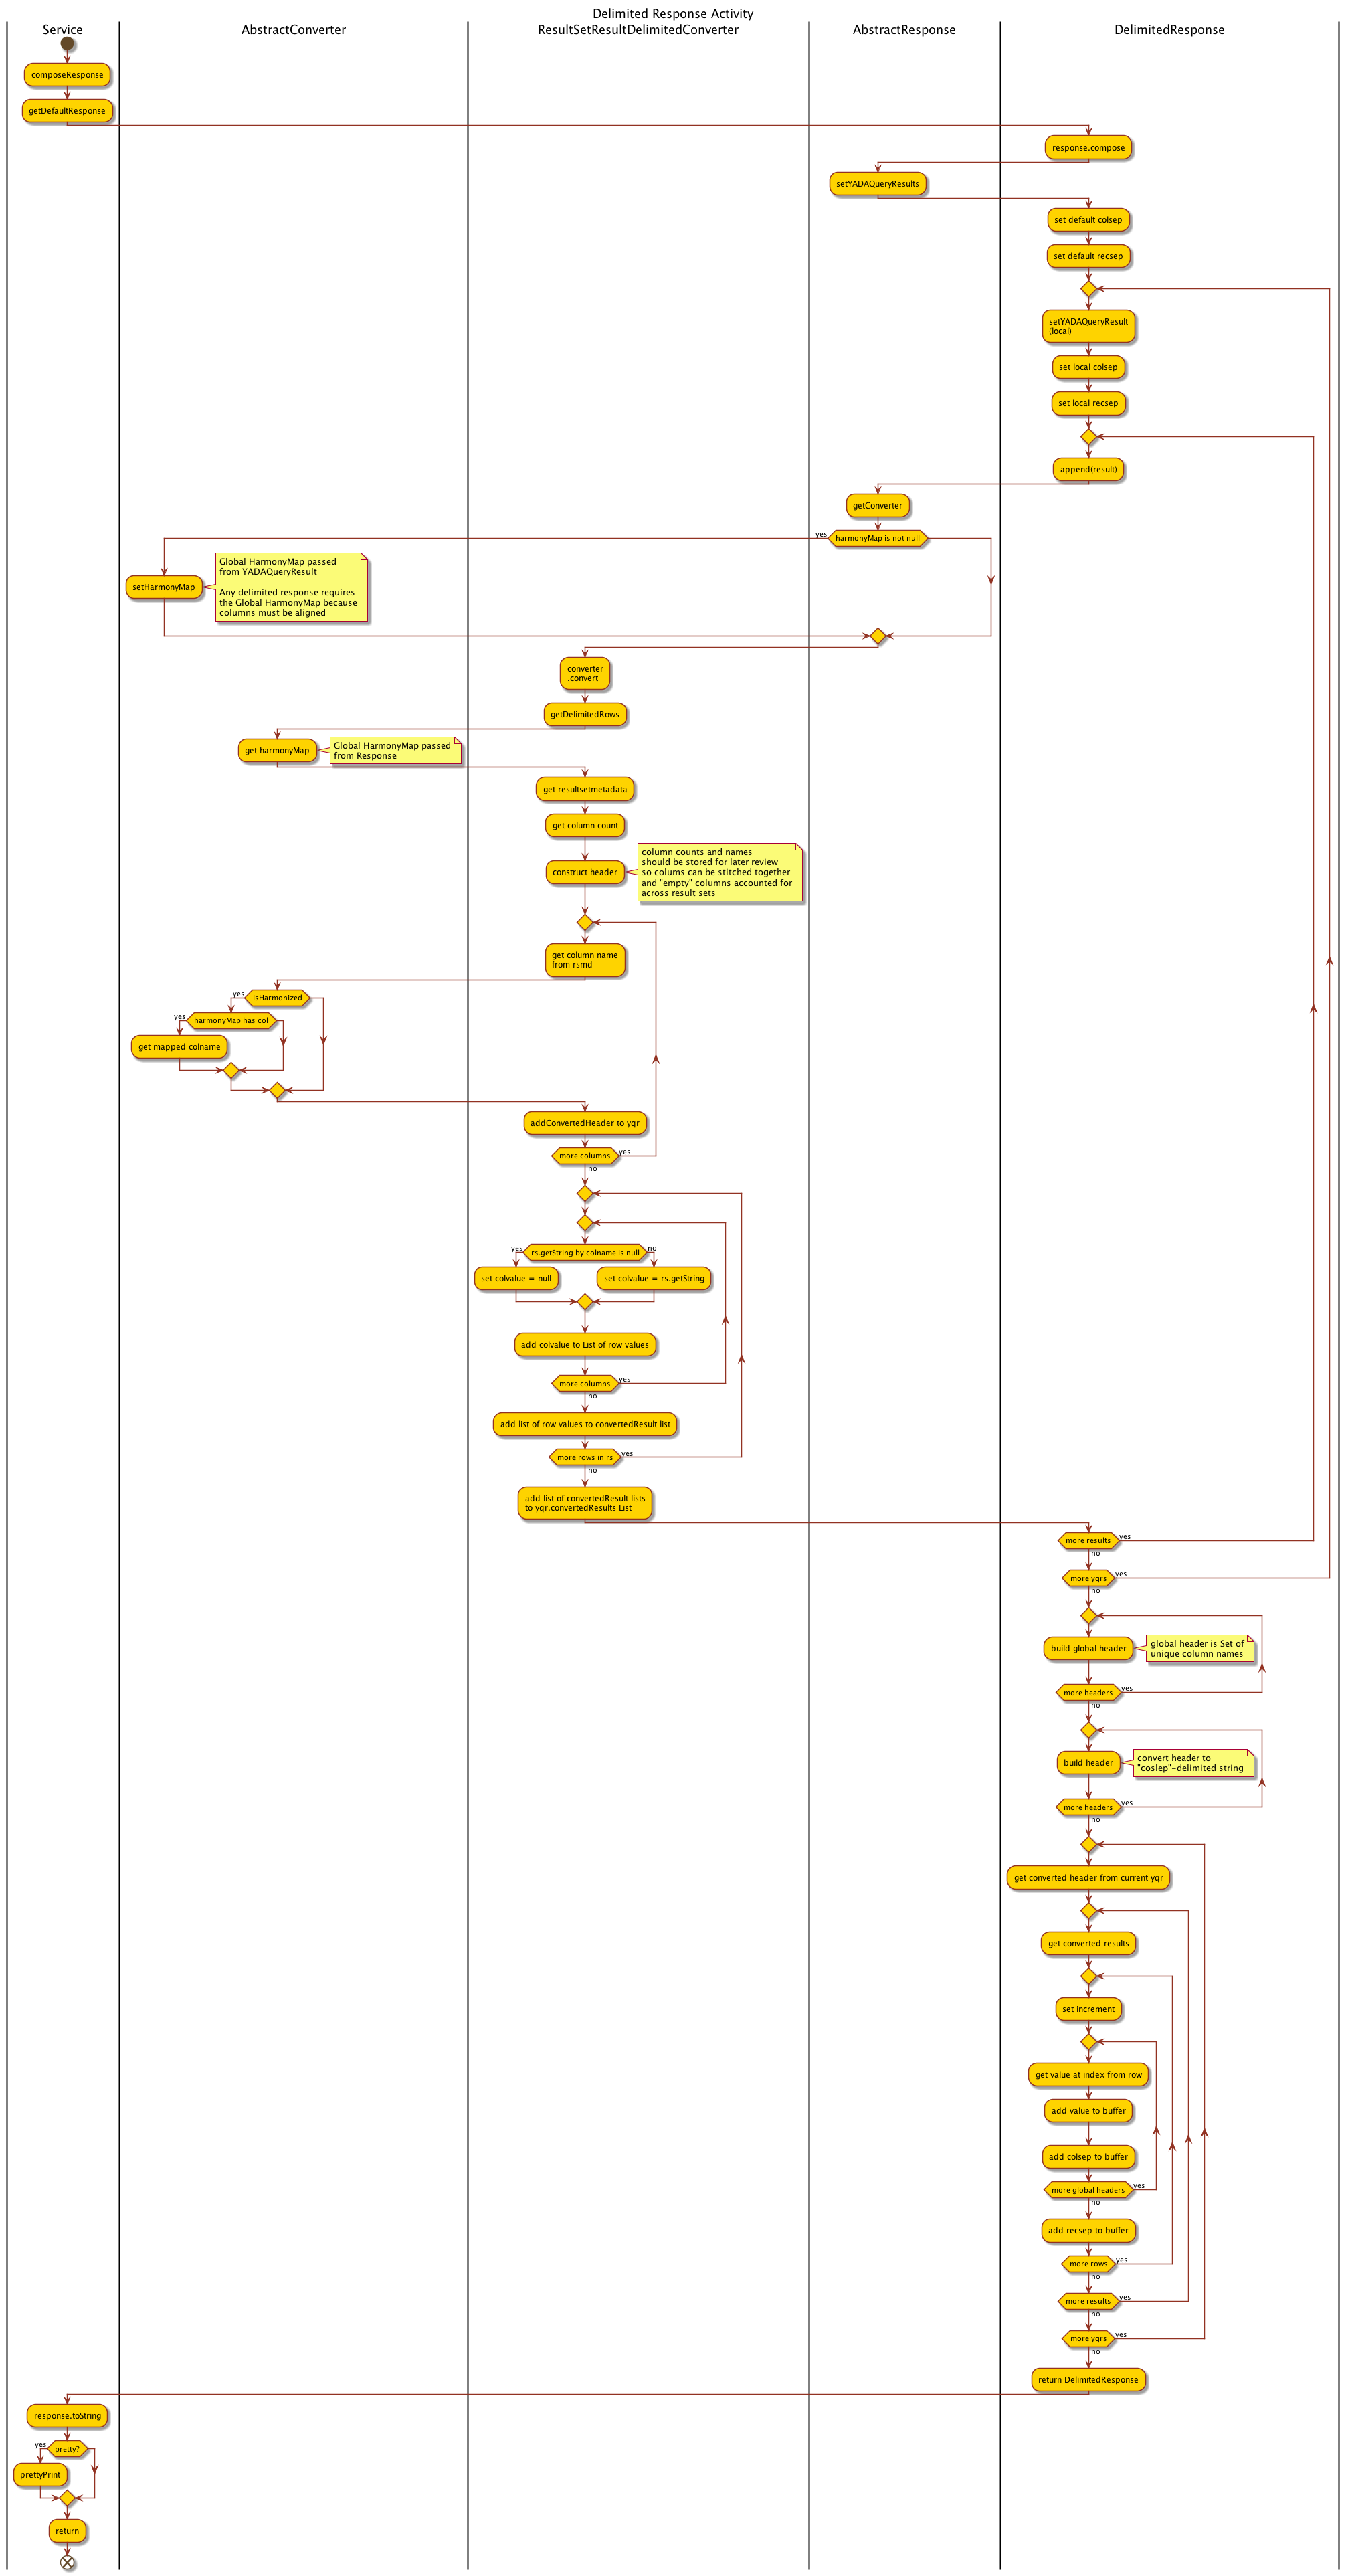 Delimited Response Activity
Service
AbstractConverter
ResultSetResultDelimitedConverter
AbstractResponse
DelimitedResponse
composeResponse
getDefaultResponse
response.compose
setYADAQueryResults
set default colsep
set default recsep
setYADAQueryResult
(local)
set local colsep
set local recsep
append(result)
getConverter
yes
harmonyMap is not null
setHarmonyMap
Global HarmonyMap passed
from YADAQueryResult
Any delimited response requires
the Global HarmonyMap because
columns must be aligned
converter
.convert
getDelimitedRows
get harmonyMap
Global HarmonyMap passed
from Response
get resultsetmetadata
get column count
construct header
column counts and names
should be stored for later review
so colums can be stitched together
and "empty" columns accounted for
across result sets
get column name
from rsmd
yes
isHarmonized
yes
harmonyMap has col
get mapped colname
addConvertedHeader to yqr
more columns
yes
no
yes
rs.getString by colname is null
no
set colvalue = null
set colvalue = rs.getString
add colvalue to List of row values
more columns
yes
no
add list of row values to convertedResult list
more rows in rs
yes
no
add list of convertedResult lists
to yqr.convertedResults List
more results
yes
no
more yqrs
yes
no
build global header
global header is Set of
unique column names
more headers
yes
no
build header
convert header to
"coslep"-delimited string
more headers
yes
no
get converted header from current yqr
get converted results
set increment
get value at index from row
add value to buffer
add colsep to buffer
more global headers
yes
no
add recsep to buffer
more rows
yes
no
more results
yes
no
more yqrs
yes
no
return DelimitedResponse
response.toString
yes
pretty?
prettyPrint
return